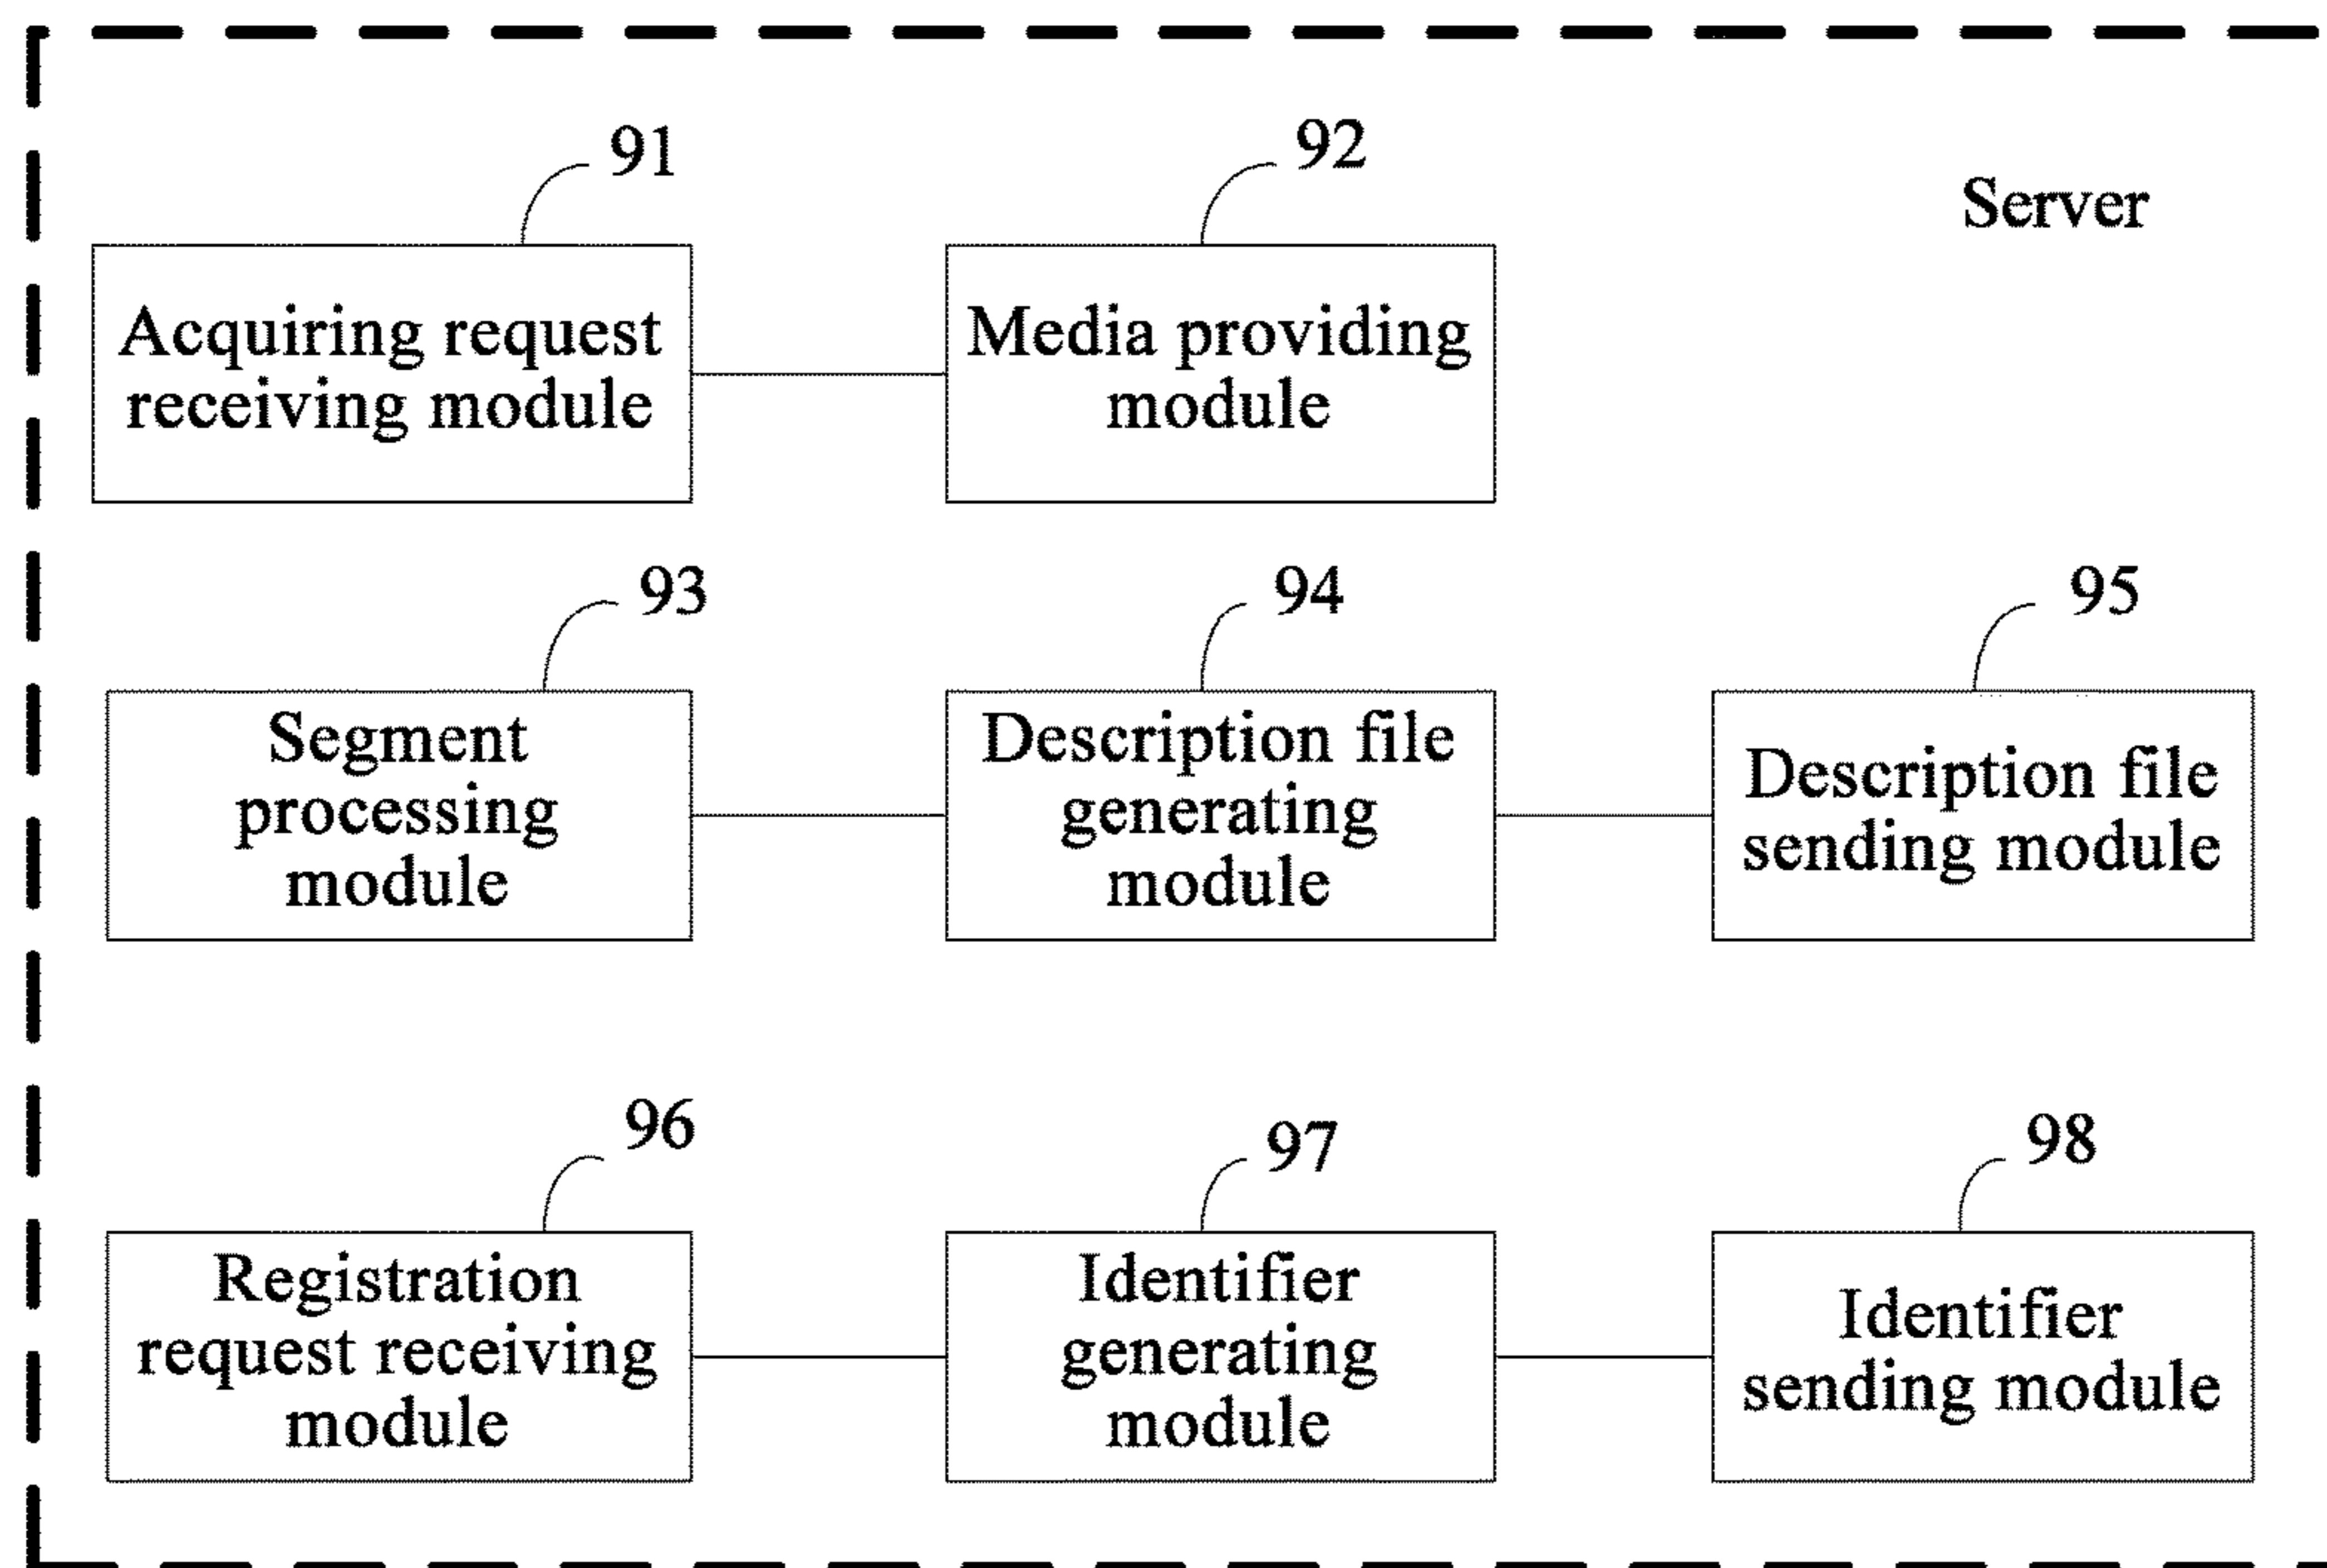 91
92
Server
Acquiring request
receiving module
Media providing
module
93
94
95
Segment
processing
module
Description file
generating
module
Description file
sending module
96
97
98
Registration
request receiving
module
Identifier
generating
module
Identifier
sending module